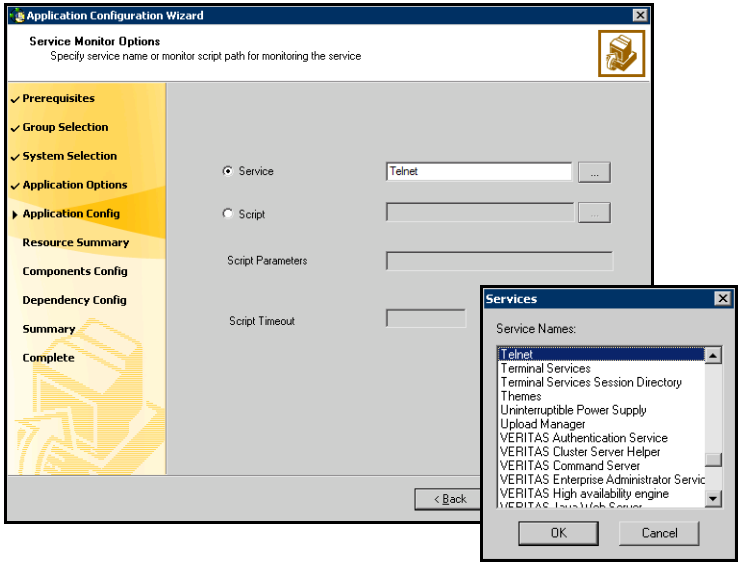 Application Configuration Wizard
Service Monitor Options
Specify service name or monitor script path for monitoring the service
Prerequisites
Group Selection
System Selection
Application Options
Application Config
Resource Summary
Components Config
Dependency Config
Summary
Complete
Service
Telnet
...
Script
...
Script Parameters
Script Timeout
< Back
Services
Service Names:
Telnet
Terminal Services
Terminal Services Session Directory
Themes
Uninterruptible Power Supply
Upload Manager
VERITAS Authentication Service
VERITAS Cluster Server Helper
VERITAS Command Server
VERITAS Enterprise Administrator Servic
VERITAS High availability engine
VERITAS Java Web Server
OK
Cancel